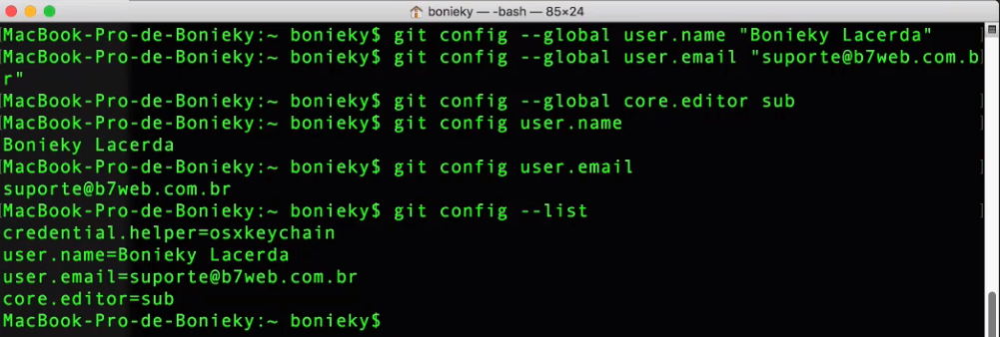 bonieky — -bash — 85×24
[MacBook-Pro-de-Bonieky:~ bonieky$ git config --global user.name "Bonieky Lacerda" ]
[MacBook-Pro-de-Bonieky:~ bonieky$ git config --global user.email "suporte@b7web.com.b
r" ]
[MacBook-Pro-de-Bonieky:~ bonieky$ git config --global core.editor sub ]
[MacBook-Pro-de-Bonieky:~ bonieky$ git config user.name ]
Bonieky Lacerda
[MacBook-Pro-de-Bonieky:~ bonieky$ git config user.email ]
suporte@b7web.com.br
[MacBook-Pro-de-Bonieky:~ bonieky$ git config --list ]
credential.helper=osxkeychain
user.name=Bonieky Lacerda
user.email=suporte@b7web.com.br
core.editor=sub
MacBook-Pro-de-Bonieky:~ bonieky$